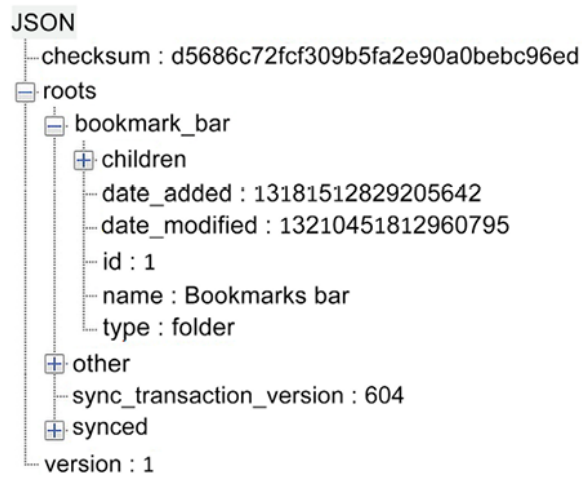 JSON
checksum : d5686c72fcf309b5fa2e90a0bebc96ed
roots
bookmark_bar
children
date_added : 13181512829205642
date_modified : 13210451812960795
id : 1
name : Bookmarks bar
type : folder
other
sync_transaction_version : 604
synced
version : 1